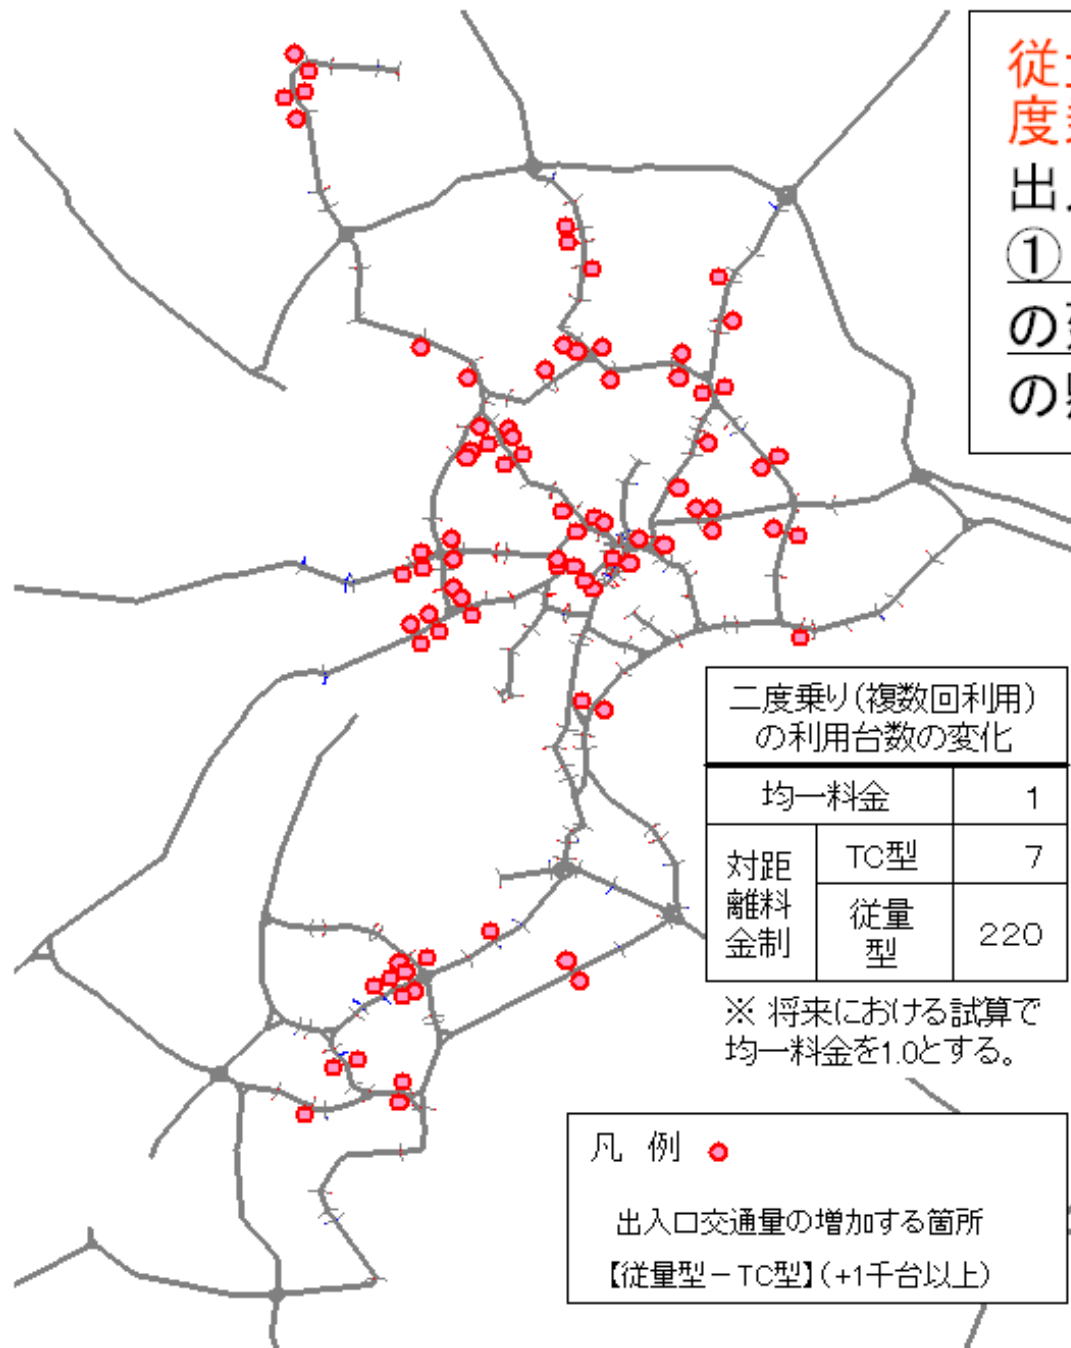 従
度
出
①
の
の
二度乗り(複数回利用)
の利用台数の変化
均一料金 1
対距離料金制
TC型 7
従量型 220
※ 将来における試算で
均一料金を1.0とする。
凡 例
出入口交通量の増加する箇所
【従量型-TC型】(+1千台以上)